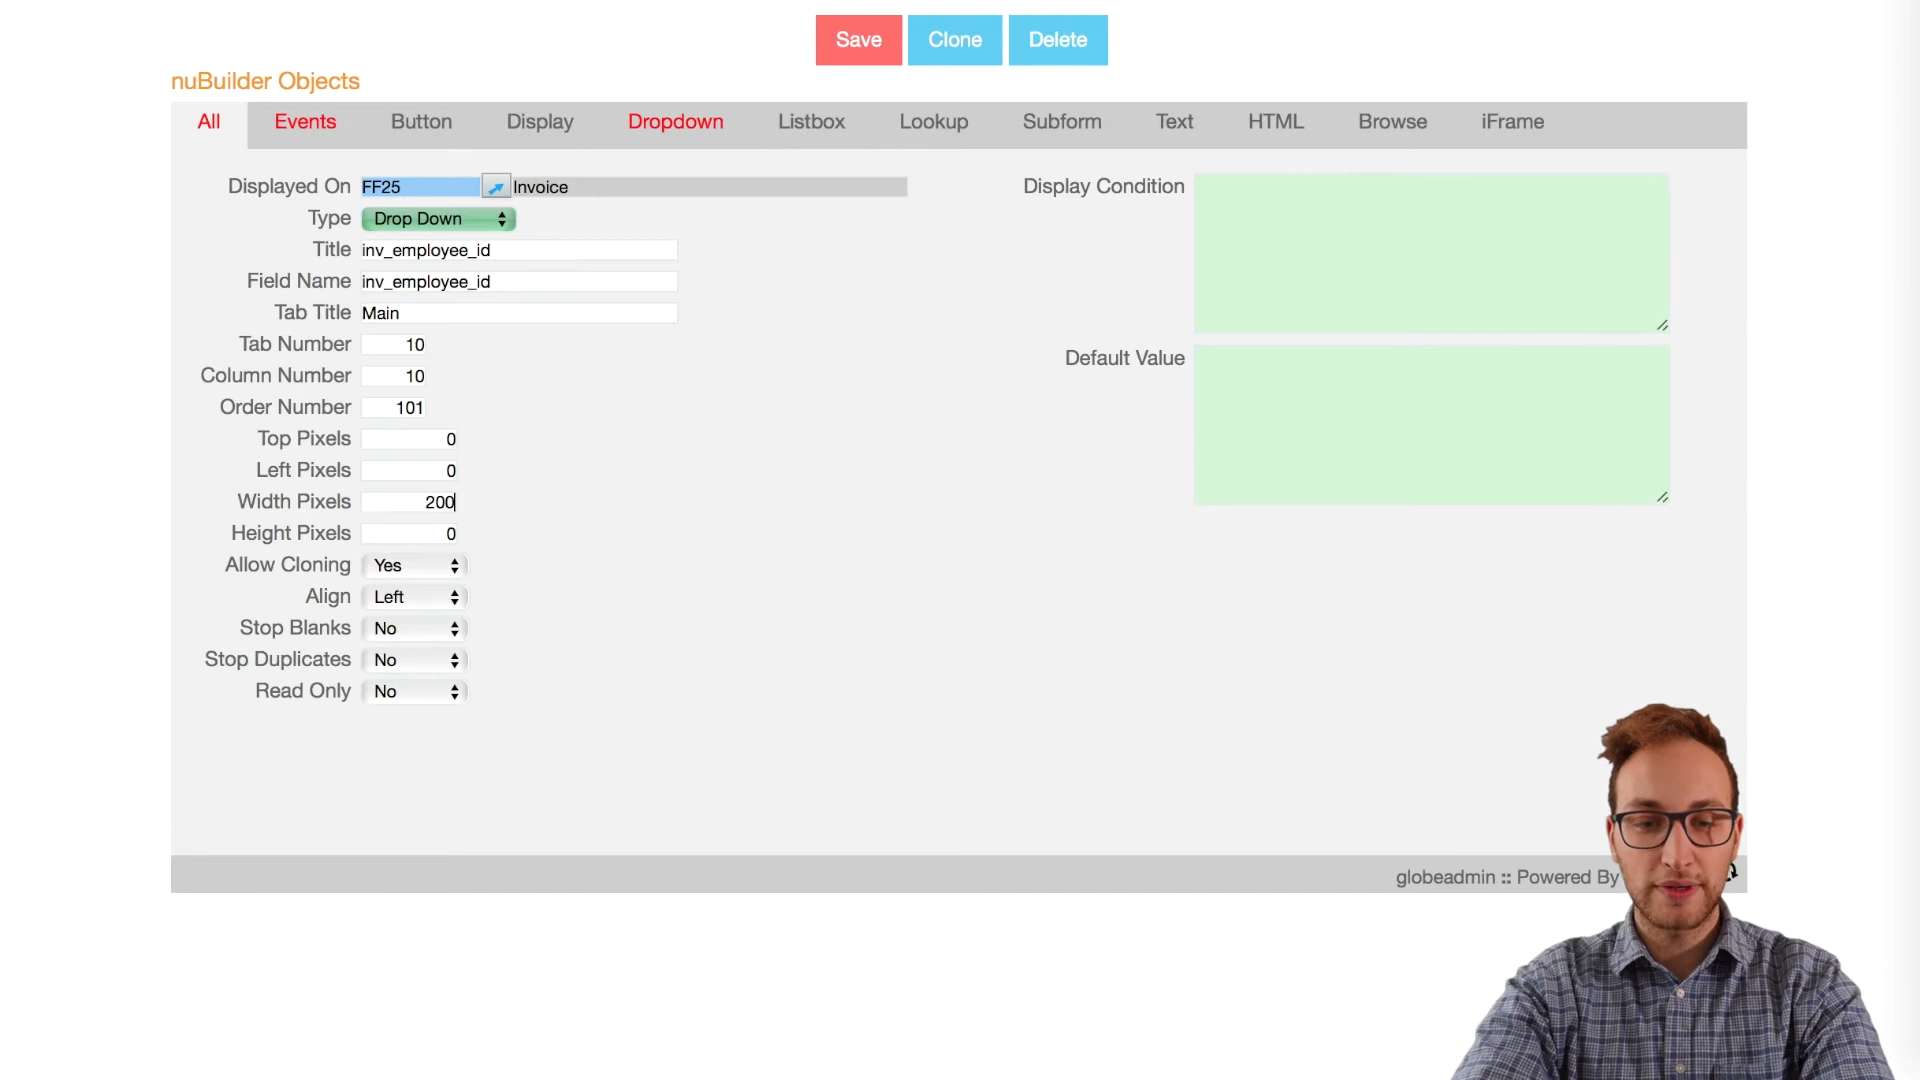 Save Clone Delete
nuBuilder Objects
All Events Button Display Dropdown Listbox Lookup Subform Text HTML Browse iFrame
Displayed On FF25 Invoice
Type Drop Down
Title inv_employee_id
Field Name inv_employee_id
Tab Title Main
Tab Number 10
Column Number 10
Order Number 101
Top Pixels 0
Left Pixels 0
Width Pixels 200
Height Pixels 0
Allow Cloning Yes
Align Left
Stop Blanks No
Stop Duplicates No
Read Only No
Display Condition
Default Value
globeadmin :: Powered By